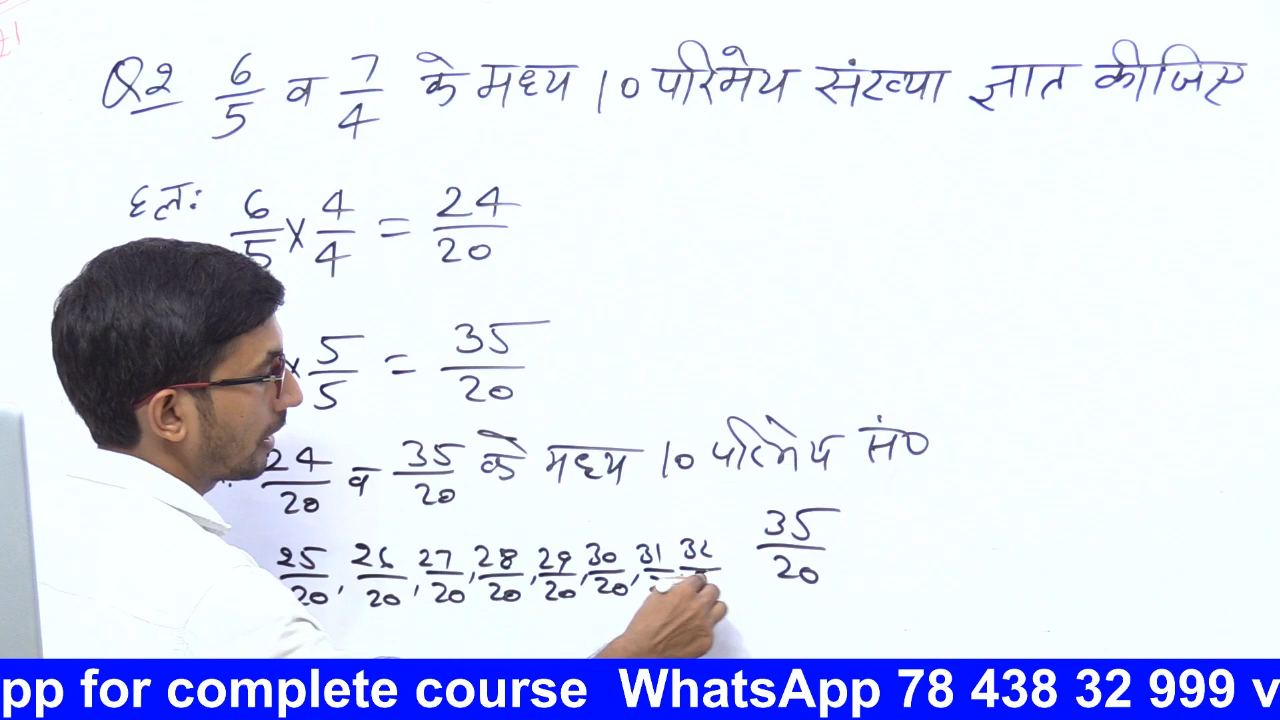 Q2 6/5 व 7/4 के मध्य 10 परिमेय संख्या ज्ञात कीजिए
हल: 6/5 × 4/4 = 24/20
× 5/5 = 35/20
24/20 व 35/20 के मध्य 10 परिमेय सं०
25/20, 26/20, 27/20, 28/20, 29/20, 30/20, 31 32 35/20
pp for complete course WhatsApp 78 438 32 999 v